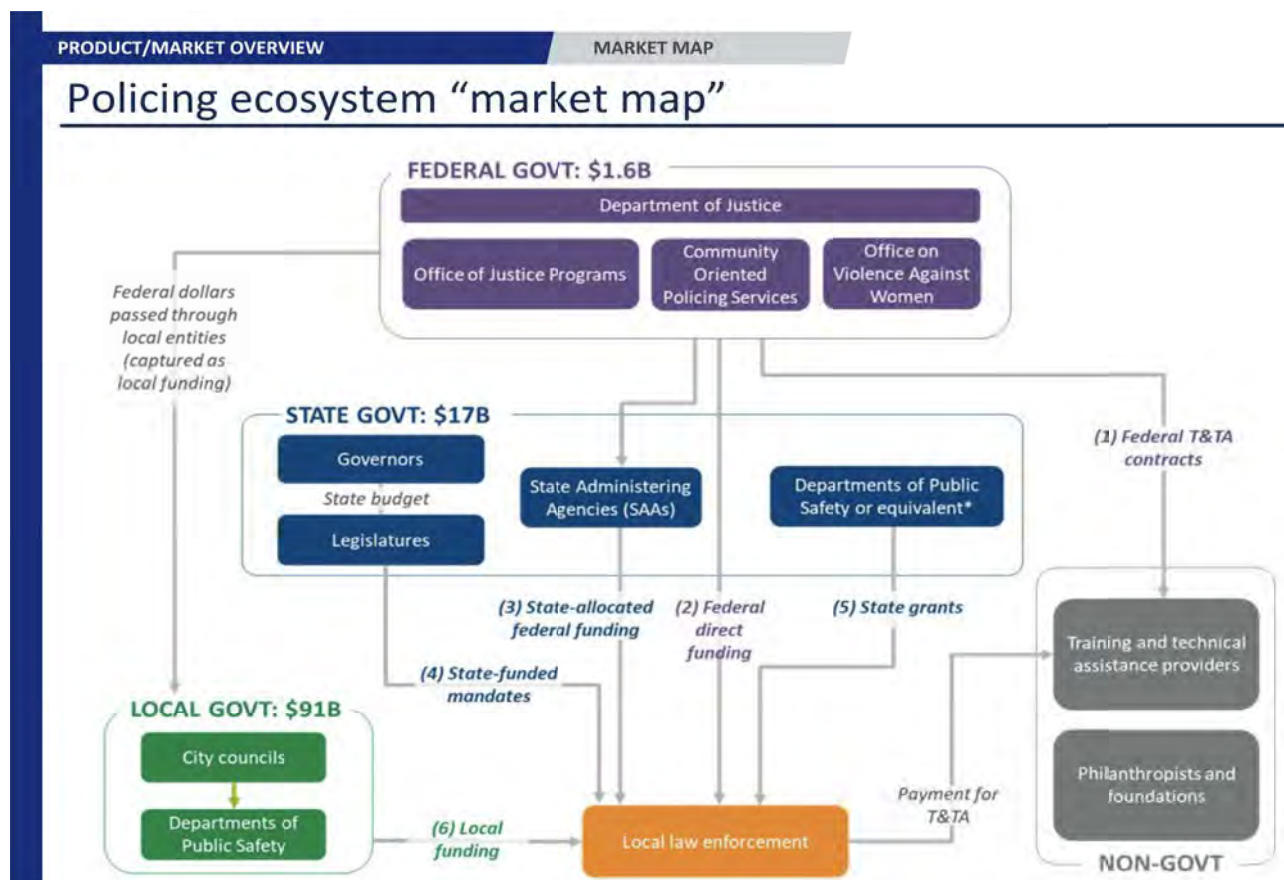 PRODUCT/MARKET OVERVIEW
MARKET MAP
Policing ecosystem “market map”
FEDERAL GOVT: $1.6B
Department of Justice
Office of Justice Programs
Community
Oriented
Policing Services
Office on
Violence Against
Women
Federal dollars
passed through
local entities
(captured as
local funding)
STATE GOVT: $17B
Governors
State budget
Legislatures
State Administering
Agencies (SAAs)
Departments of Public
Safety or equivalent*
(1) Federal T&TA
contracts
(3) State-allocated
federal funding
(2) Federal
direct
funding
(5) State grants
(4) State-funded
mandates
Training and technical
assistance providers
LOCAL GOVT: $91B
City councils
Departments of
Public Safety
(6) Local
funding
Local law enforcement
Payment for
T&TA
Philanthropists and
foundations
NON-GOVT